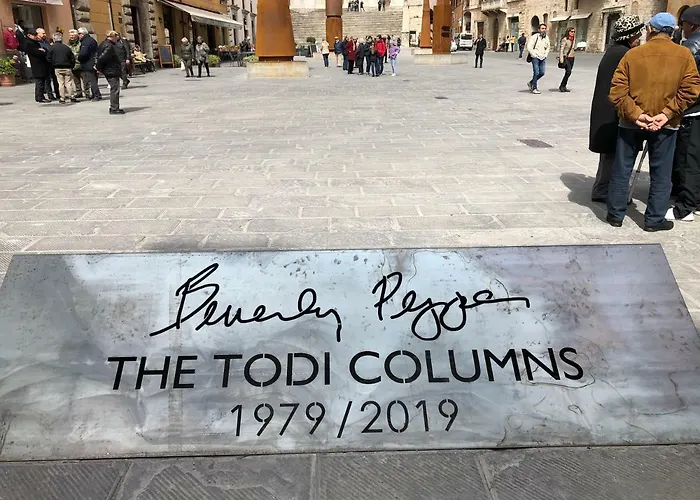 Beverly Pepper
THE TODI COLUMNS
1979/2019